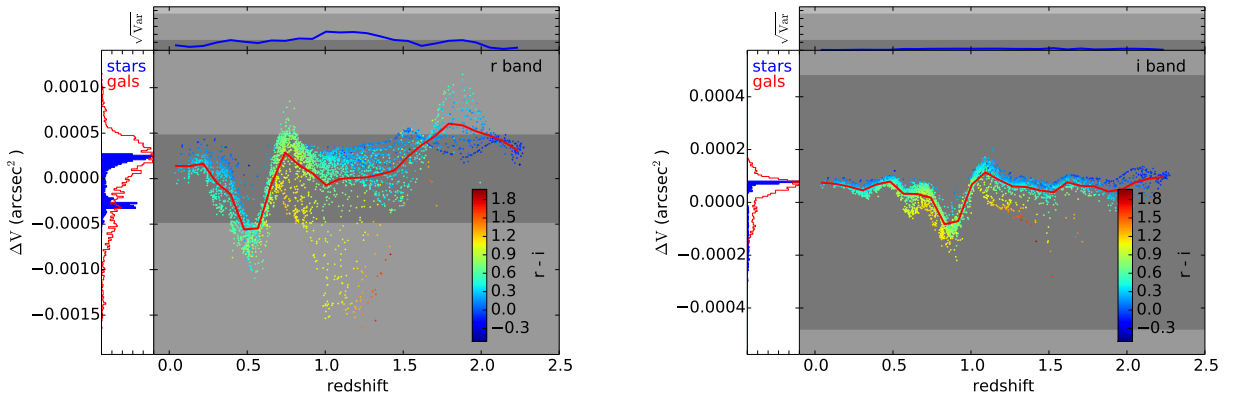 √Var
stars
gals
r band
0.0010
0.0005
0.0000
−0.0005
−0.0010
−0.0015
ΔV (arcsec²)
1.8
1.5
1.2
0.9
0.6
0.3
0.0
−0.3
r - i
0.0
0.5
1.0
1.5
2.0
2.5
redshift
√Var
stars
gals
i band
0.0004
0.0002
0.0000
−0.0002
−0.0004
ΔV (arcsec²)
1.8
1.5
1.2
0.9
0.6
0.3
0.0
−0.3
r - i
0.0
0.5
1.0
1.5
2.0
2.5
redshift